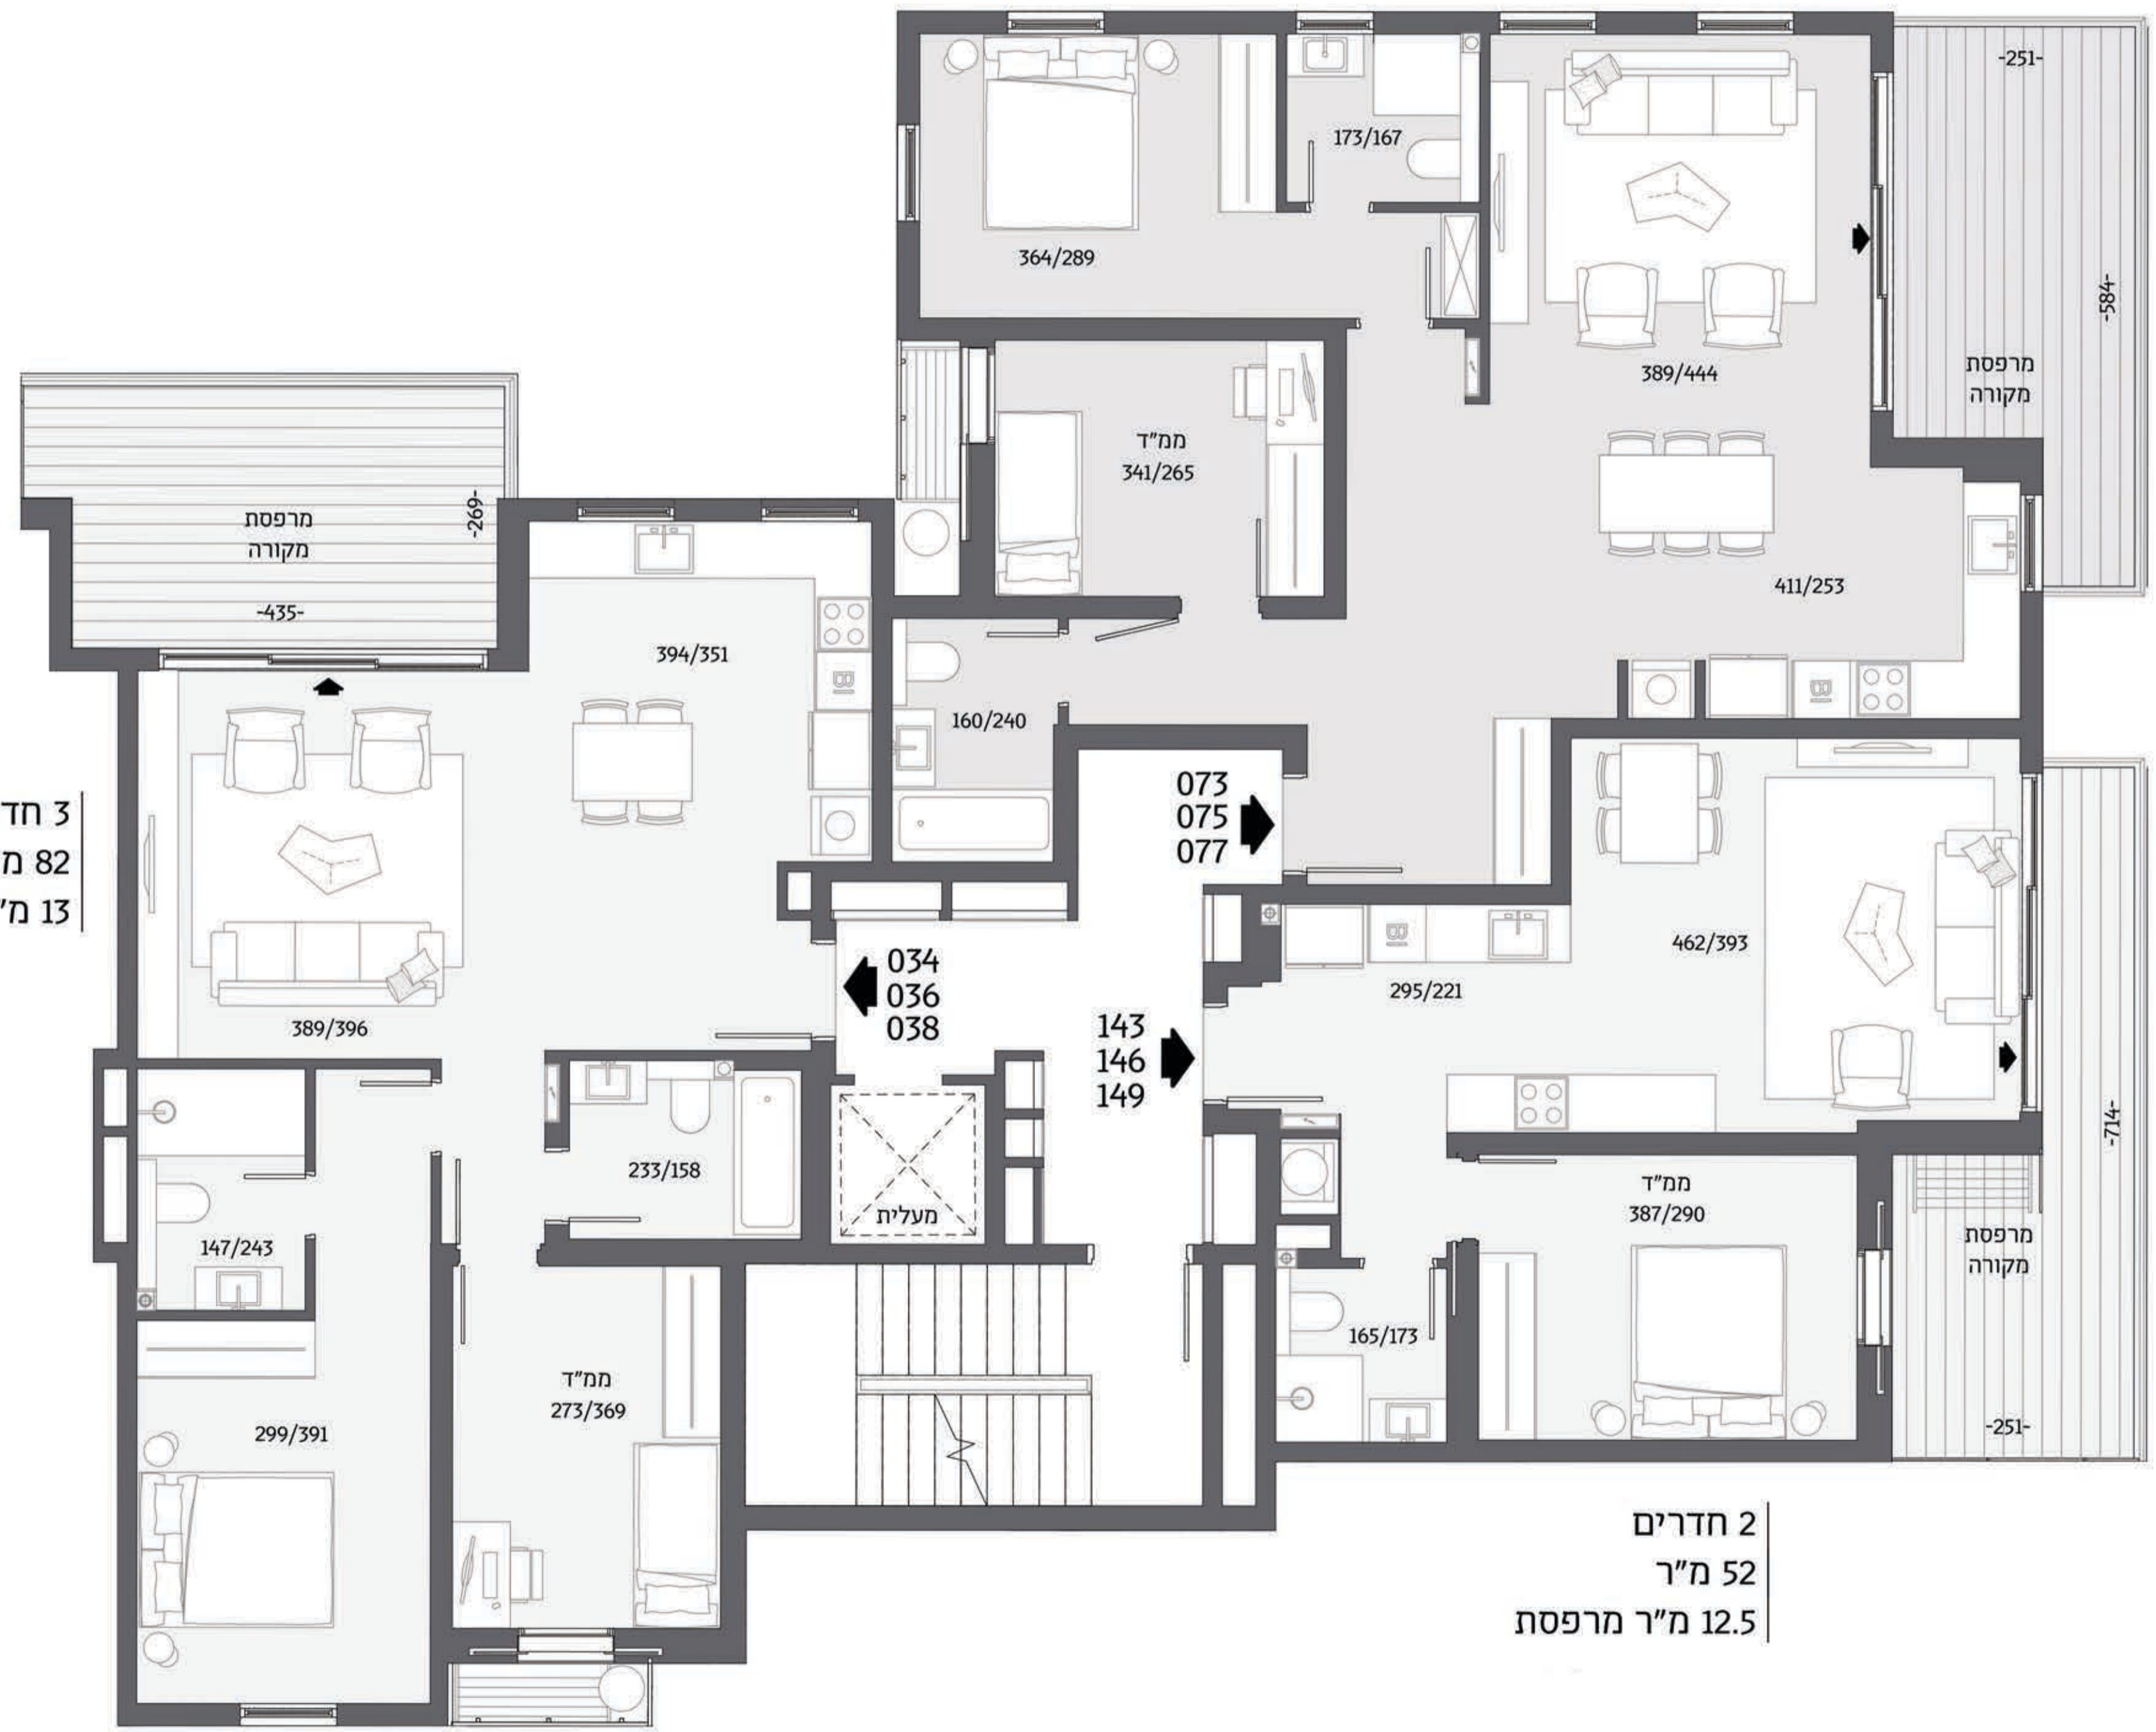 -251-
173/167
364/289
-584-
מרפסת
מקורה
389/444
ממ"ד
341/265
411/253
-269-
מרפסת
מקורה
-435-
394/351
BI
160/240
BI
073
075
077
3 חד
82 מ
13 מ"
462/393
BI
295/221
034
036
038
389/396
143
146
149
-714-
233/158
מעלית
147/243
ממ"ד
387/290
מרפסת
מקורה
165/173
ממ"ד
273/369
299/391
-251-
2 חדרים
52 מ"ר
12.5 מ"ר מרפסת